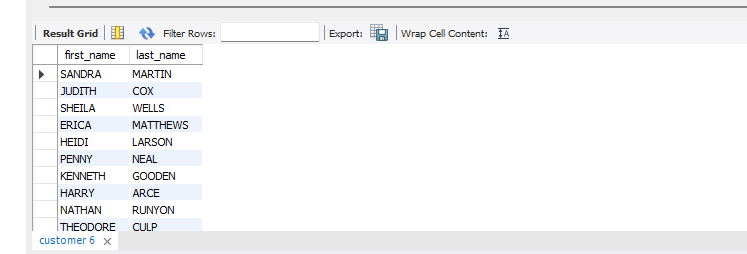 Result Grid Filter Rows: Export: Wrap Cell Content: IA
first_name last_name
SANDRA MARTIN
JUDITH COX
SHEILA WELLS
ERICA MATTHEWS
HEIDI LARSON
PENNY NEAL
KENNETH GOODEN
HARRY ARCE
NATHAN RUNYON
THEODORE CULP
customer 6